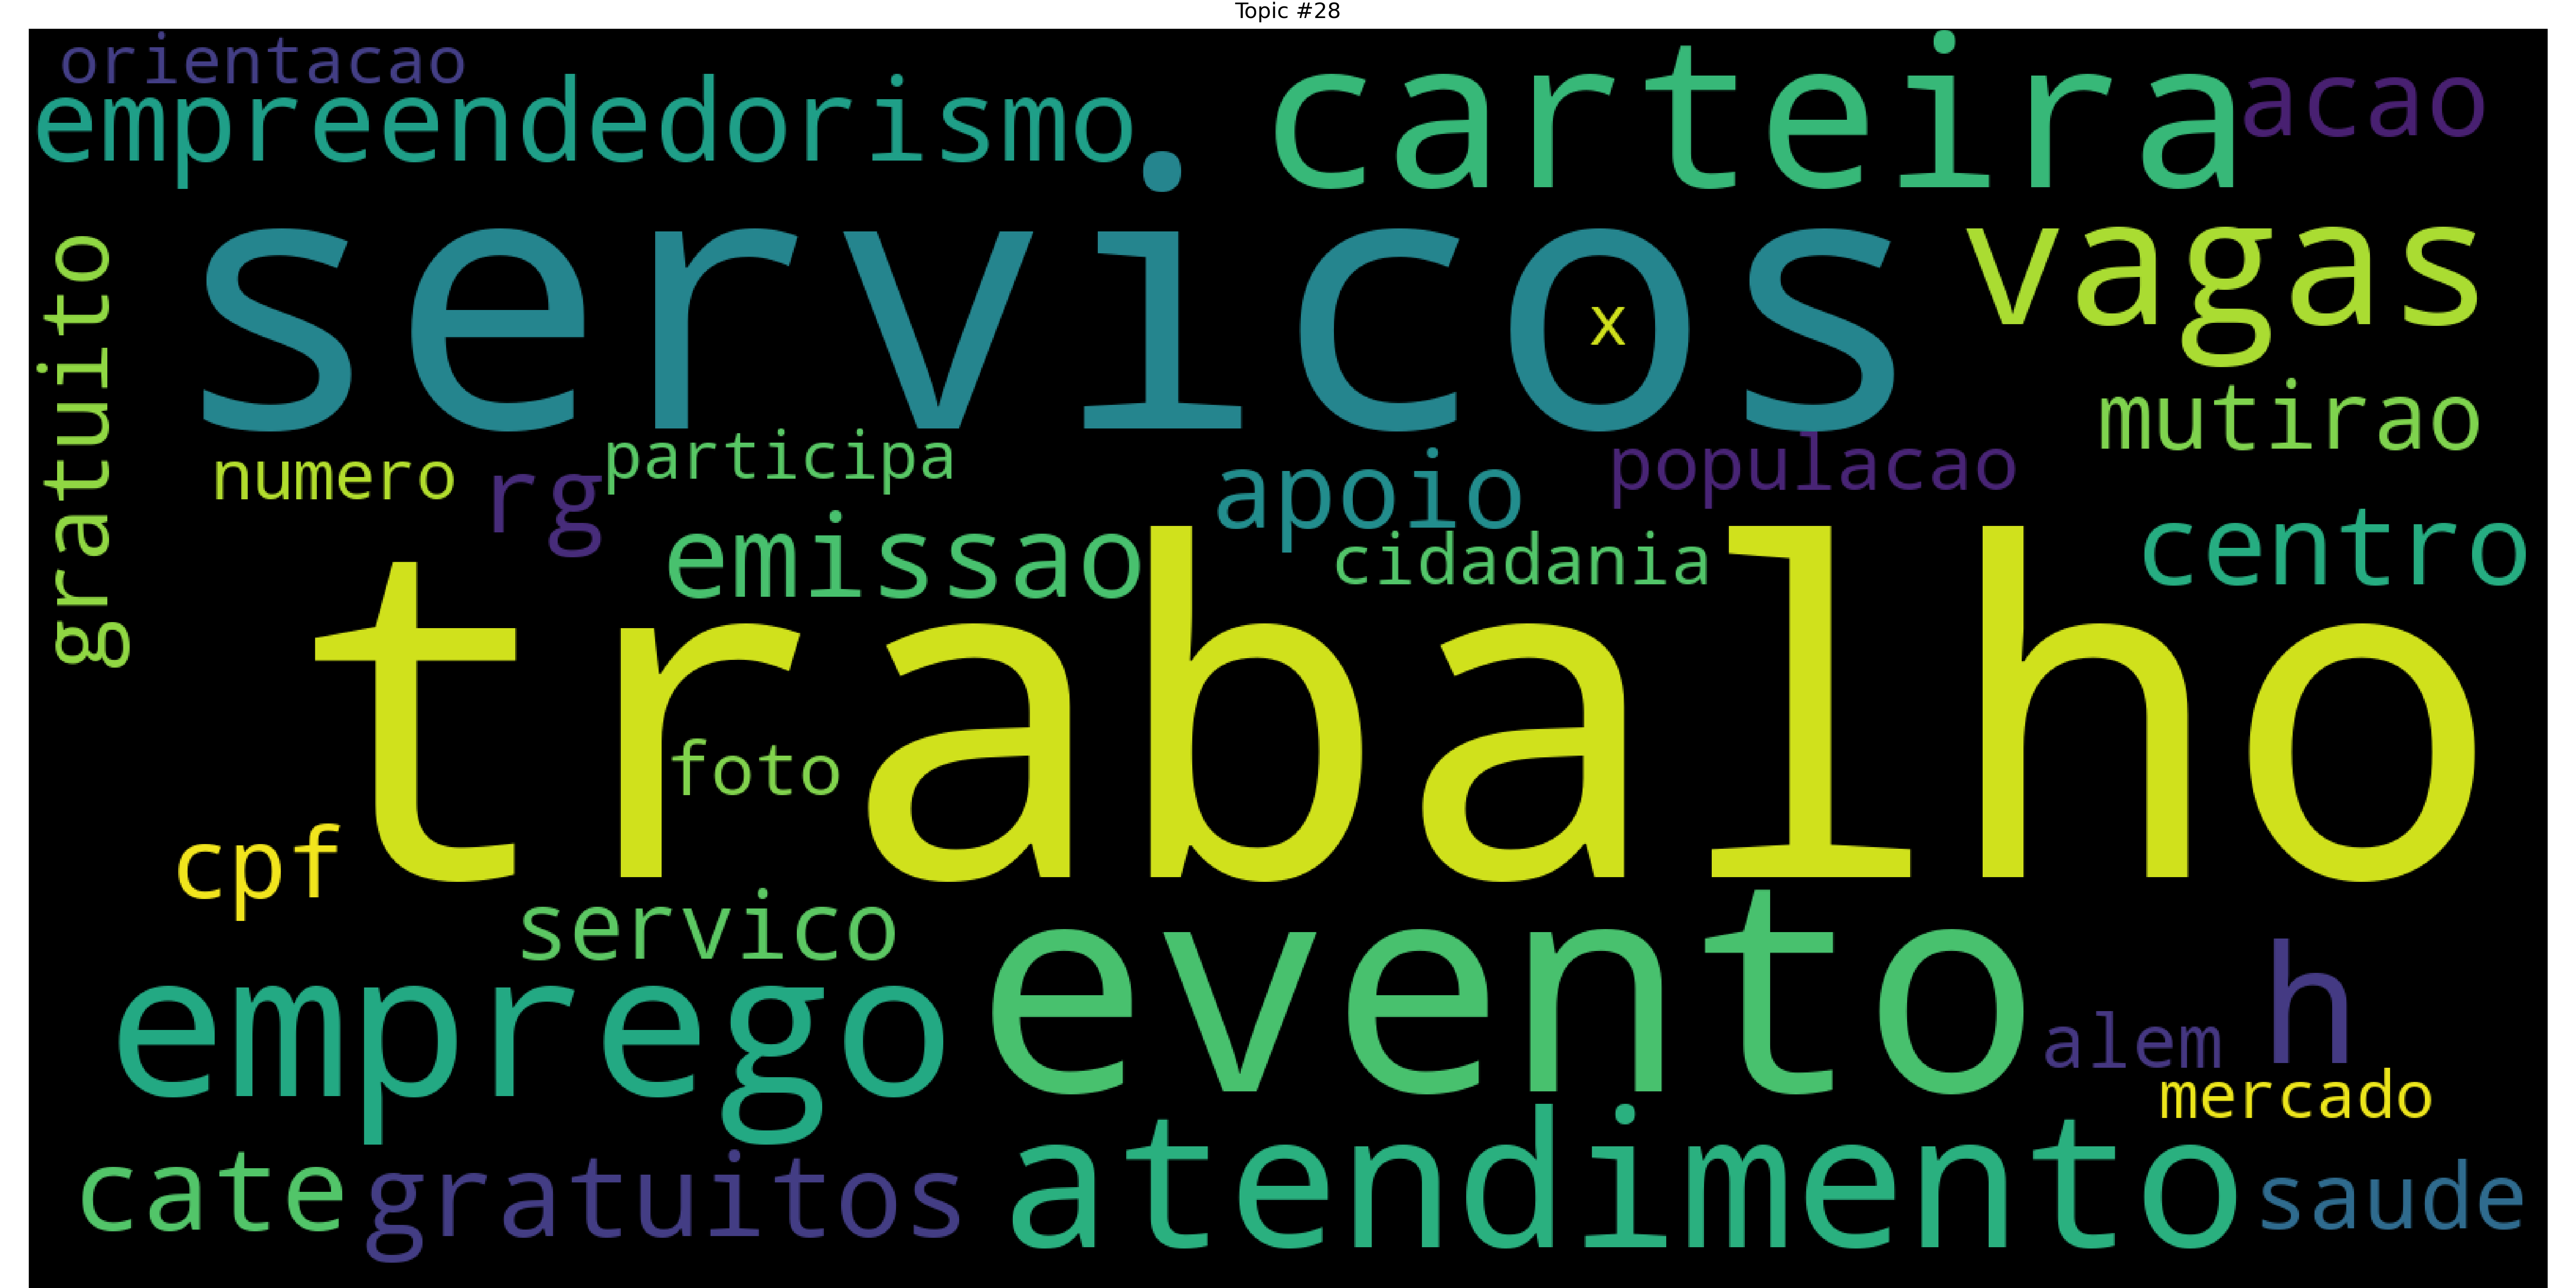 Topic #28
orientacao
empreendedorismo
carteira
acao
servicos
x
vagas
gratuito
mutirao
numero
rg
participa
apoio
populacao
emissao
cidadania
centro
trabalho
foto
cpf
servico
evento
emprego
h
alem
mercado
cate
gratuitos
atendimento
saude